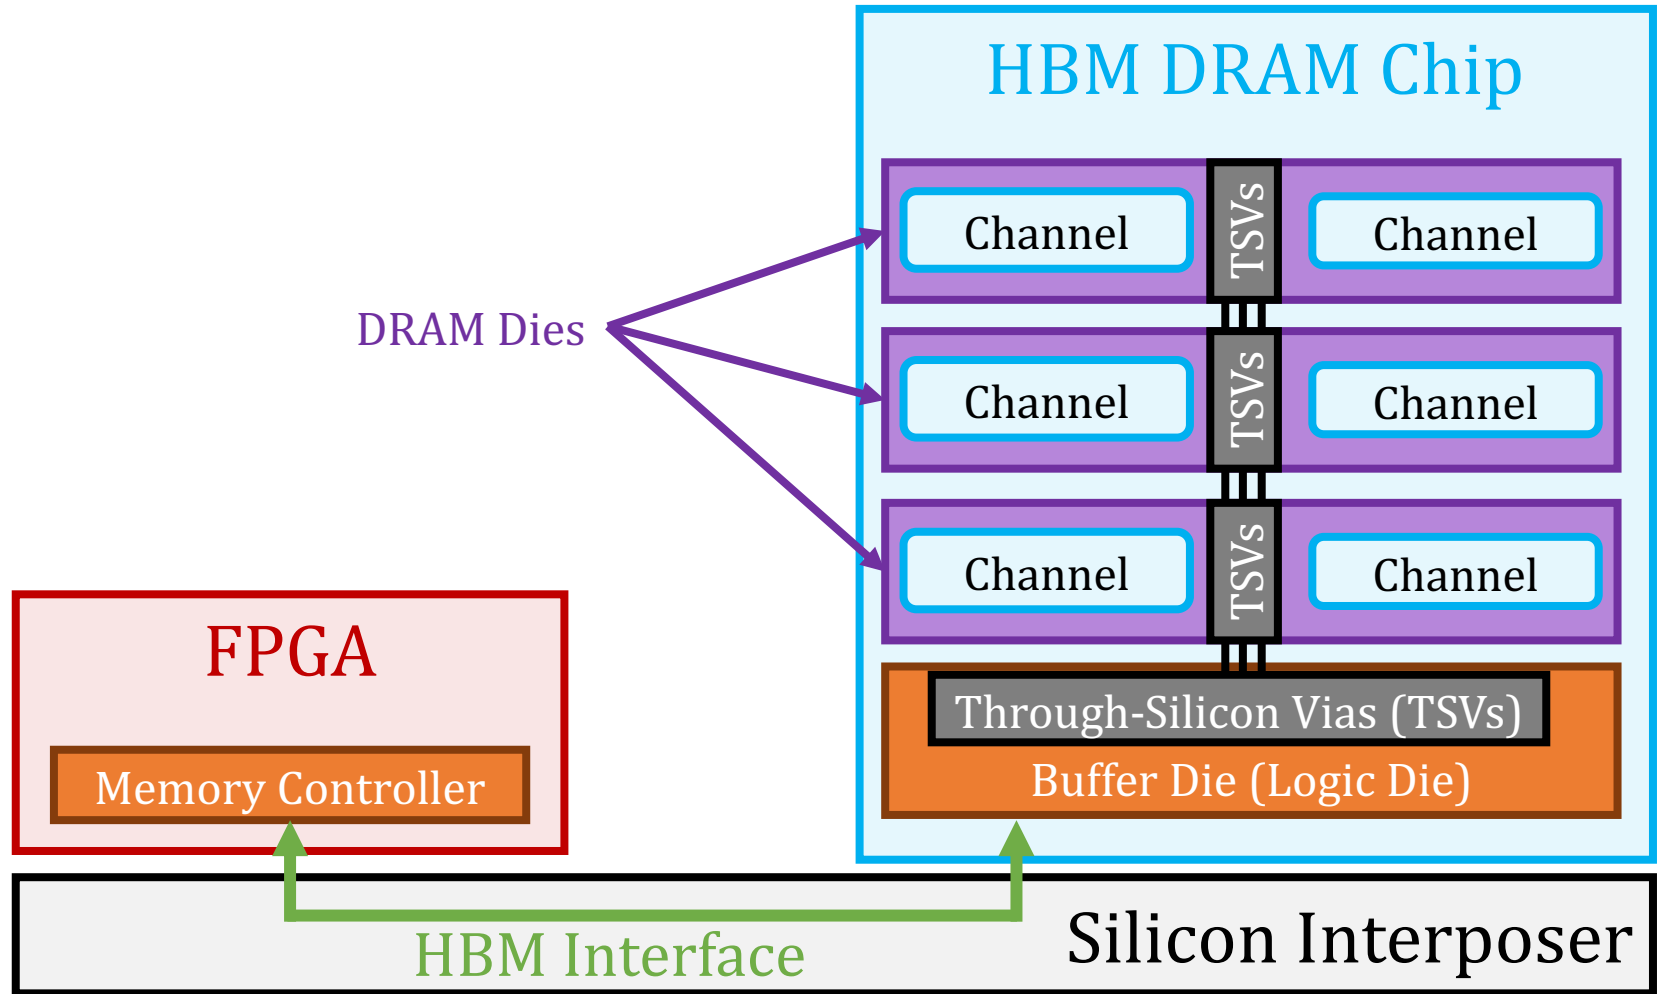 HBM DRAM Chip
Channel
TSVs
Channel
DRAM Dies
Channel
TSVs
Channel
Channel
TSVs
Channel
FPGA
Through-Silicon Vias (TSVs)
Memory Controller
Buffer Die (Logic Die)
HBM Interface
Silicon Interposer